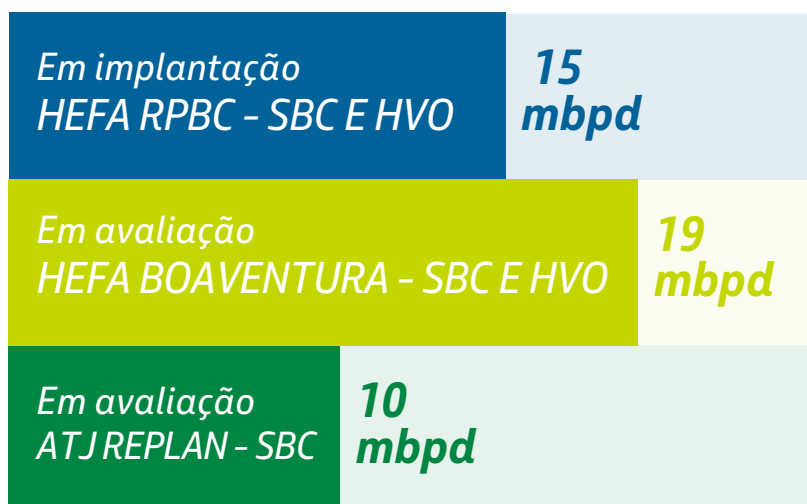 Em implantação
HEFA RPBC - SBC E HVO
15
mbpd
Em avaliação
HEFA BOAVENTURA - SBC E HVO
19
mbpd
Em avaliação
ATJ REPLAN - SBC
10
mbpd